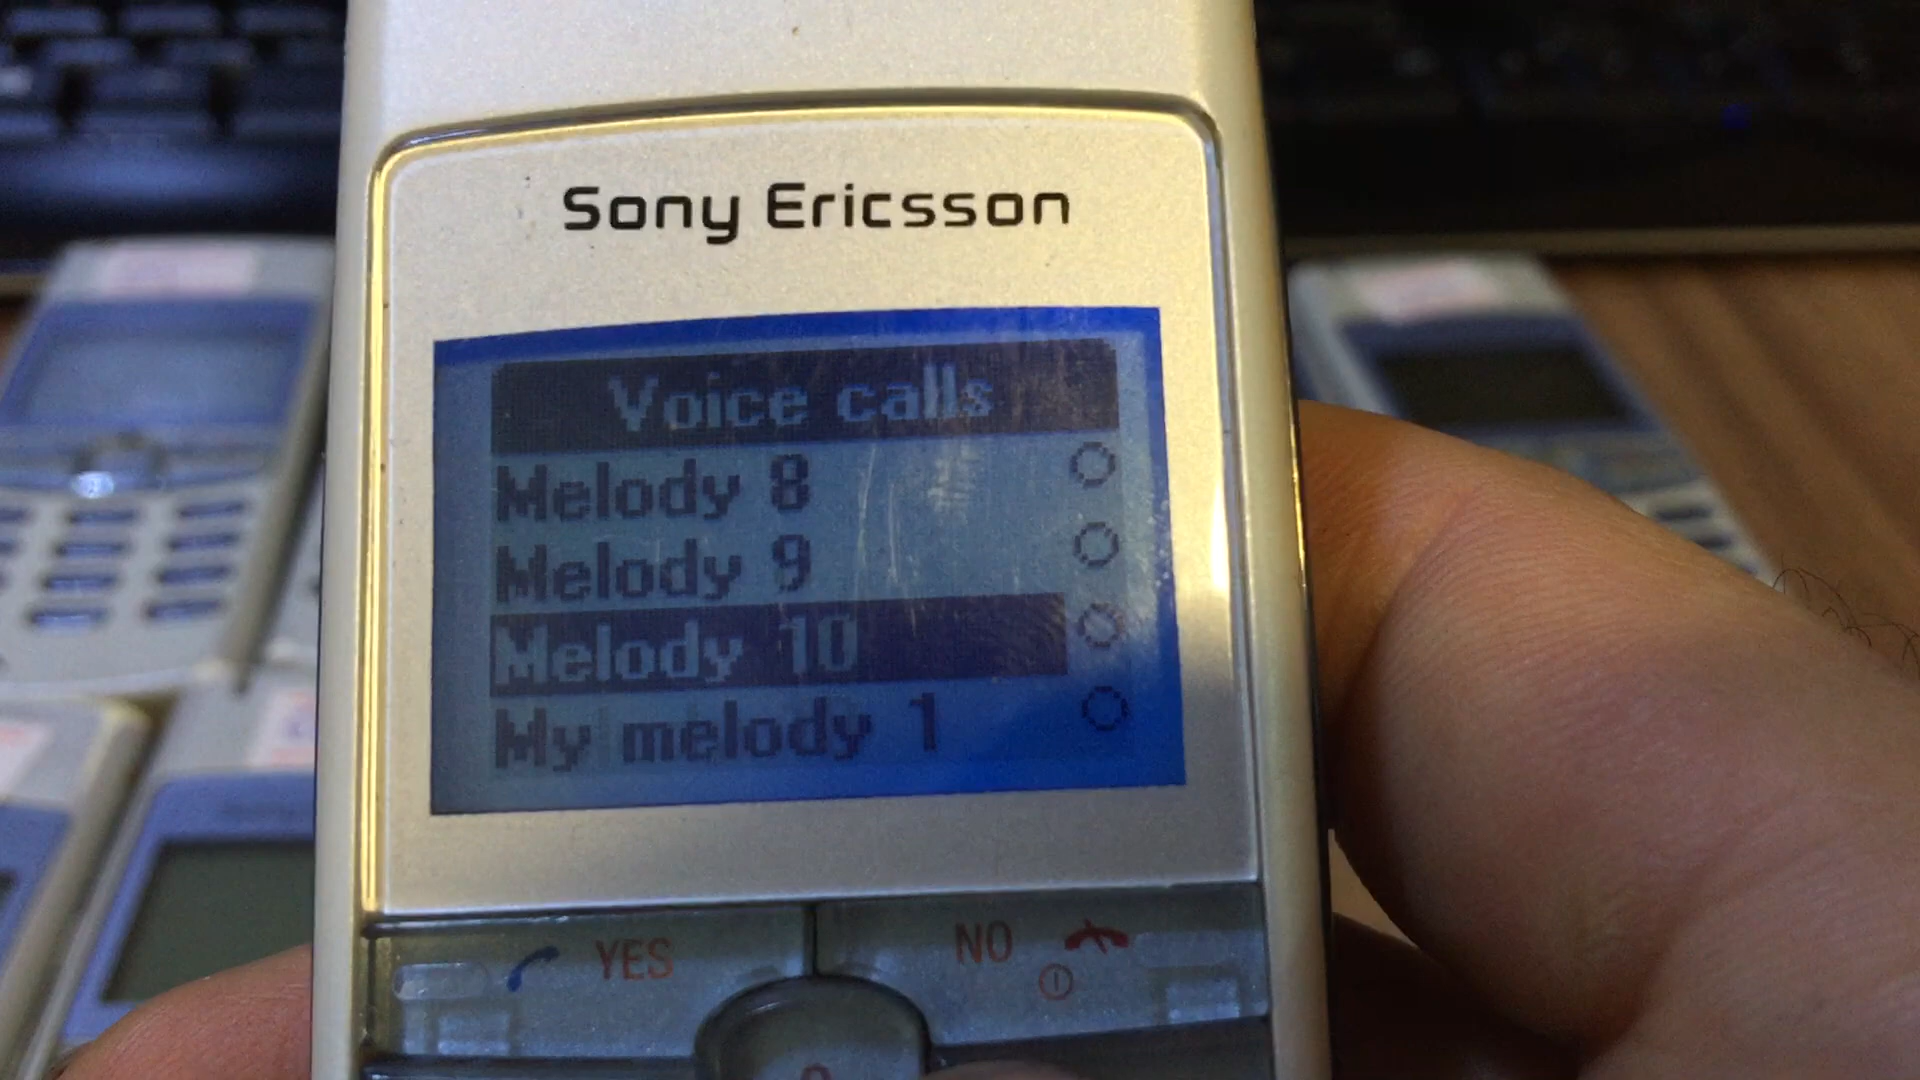 Sony Ericsson
Voice calls
Melody 8
Melody 9
Melody 10
My melody 1
YES
NO